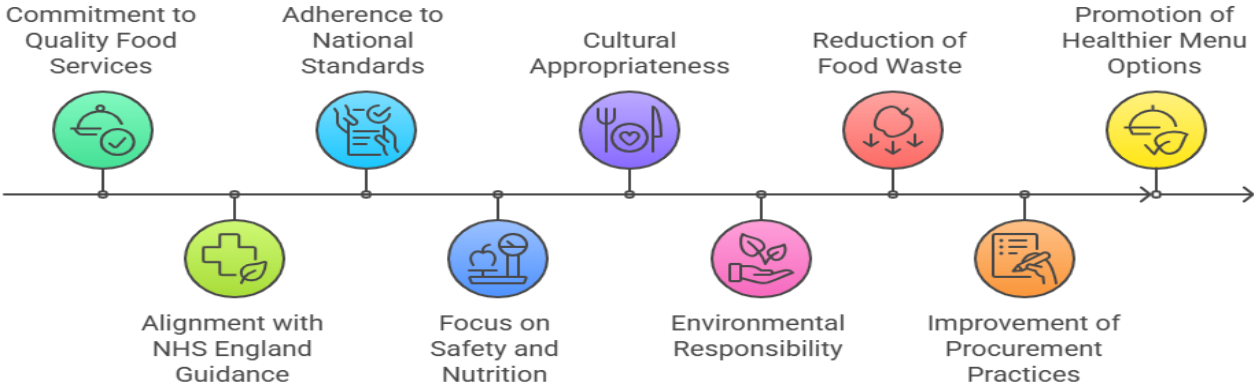 Commitment to
Quality Food
Services
Adherence to
National
Standards
Cultural
Appropriateness
Reduction of
Food Waste
Promotion of
Healthier Menu
Options
Alignment with
NHS England
Guidance
Focus on
Safety and
Nutrition
Environmental
Responsibility
Improvement of
Procurement
Practices